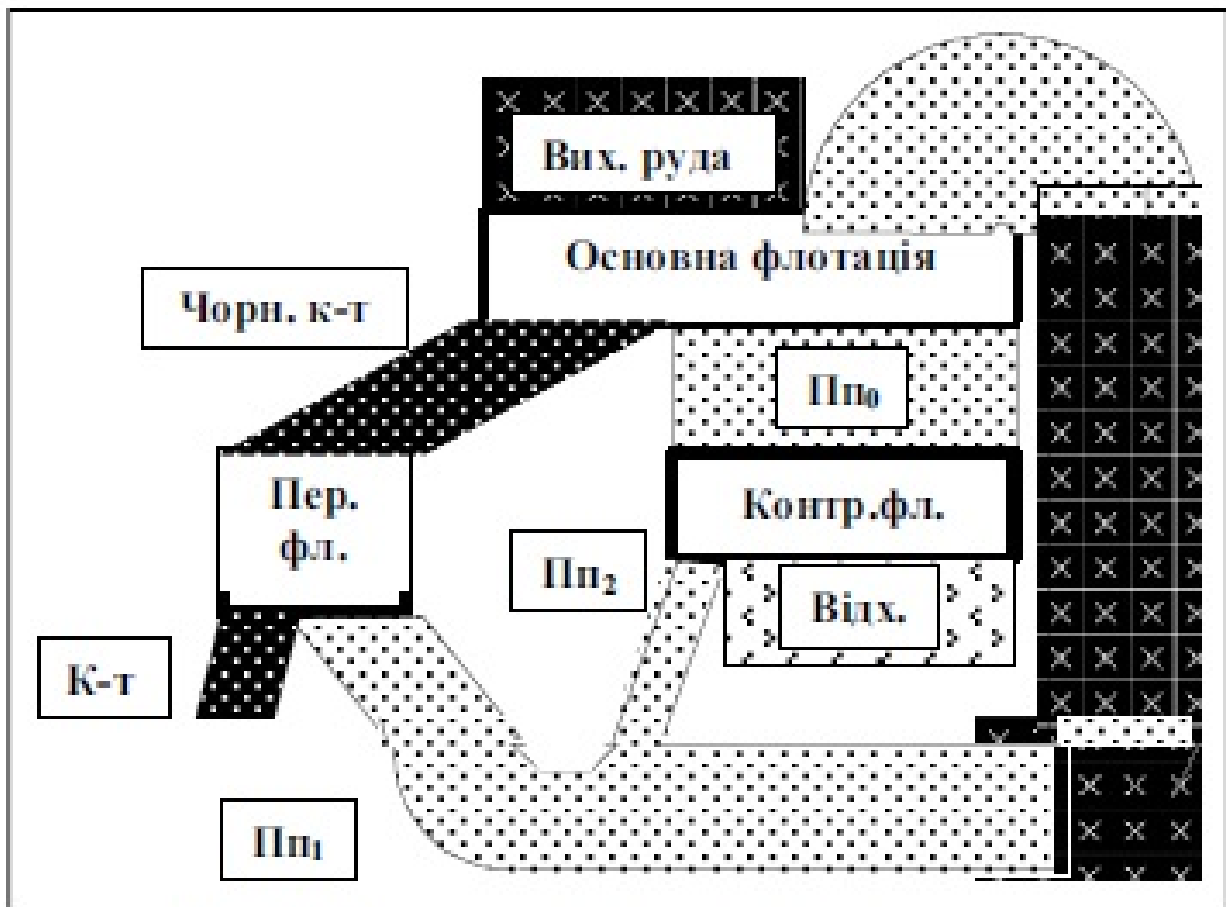 Вих. руда
Основна флотація
Чорн. к-т
Пп₀
Пер.
фл.
Контр.фл.
Пп₂
Відх.
К-т
Пп₁